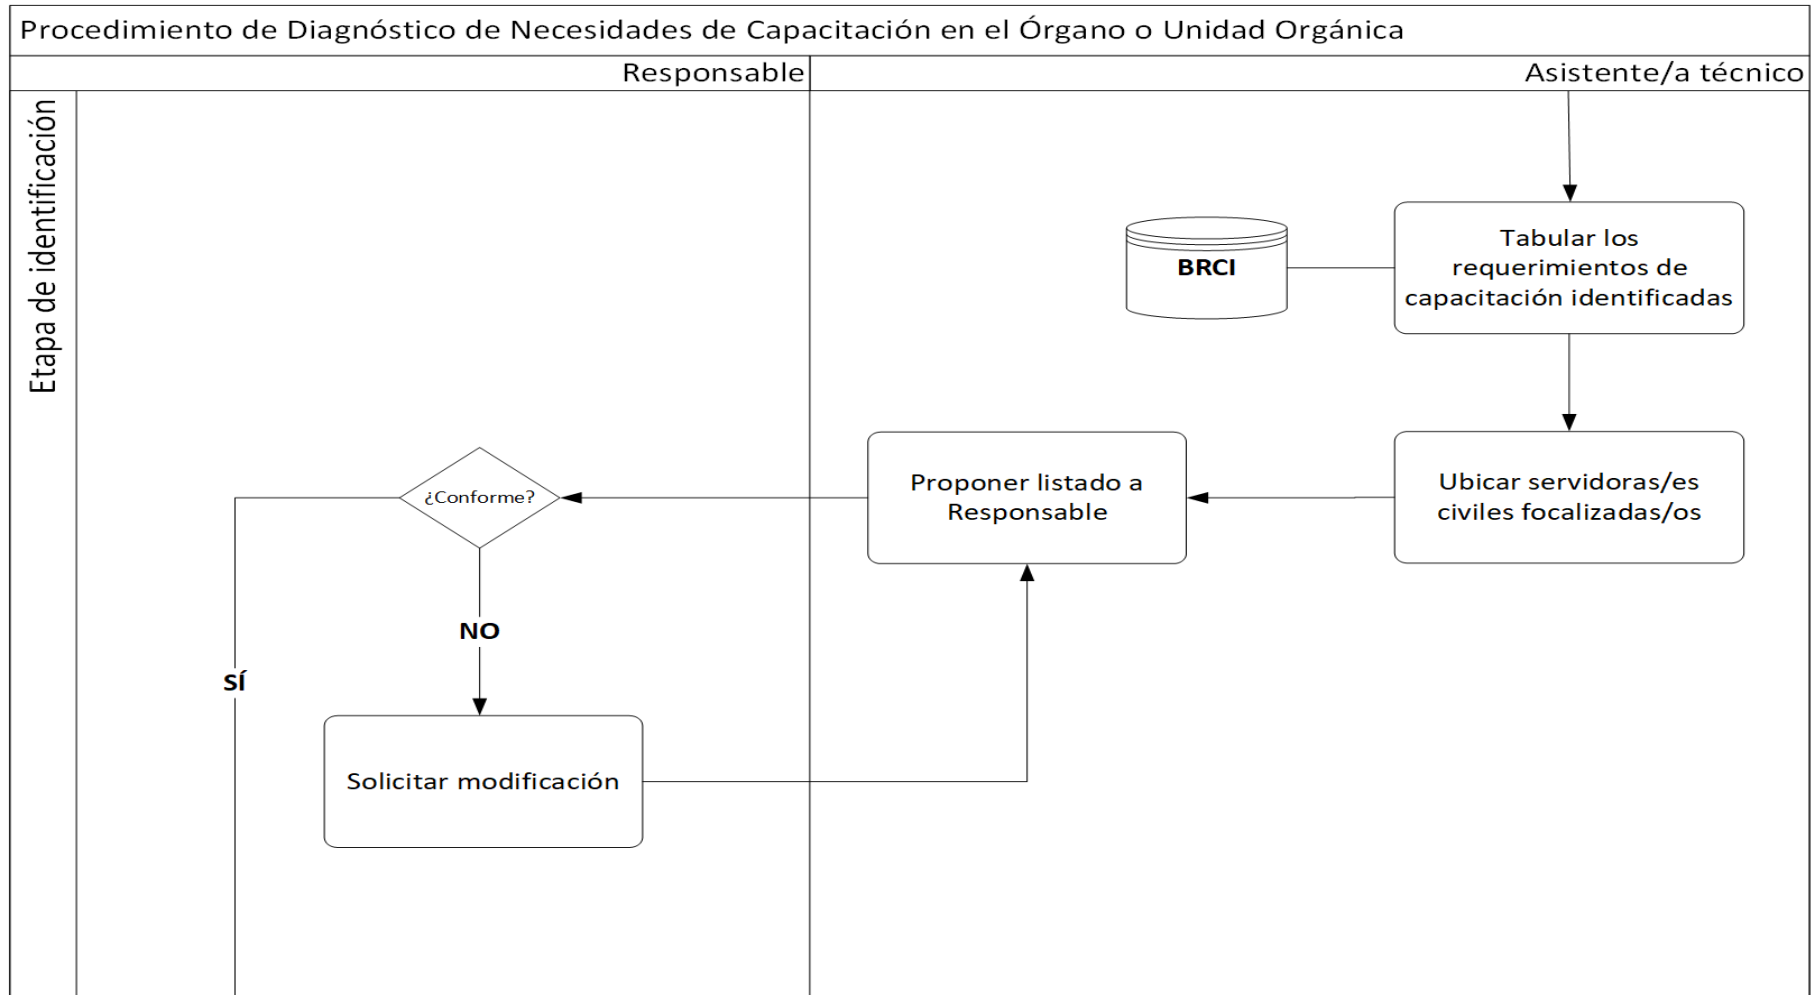 Procedimiento de Diagnóstico de Necesidades de Capacitación en el Órgano o Unidad Orgánica
Responsable
Asistente/a técnico
Etapa de identificación
Tabular los
requerimientos de
capacitación identificadas
BRCI
Ubicar servidoras/es
civiles focalizadas/os
Proponer listado a
Responsable
¿Conforme?
NO
SÍ
Solicitar modificación